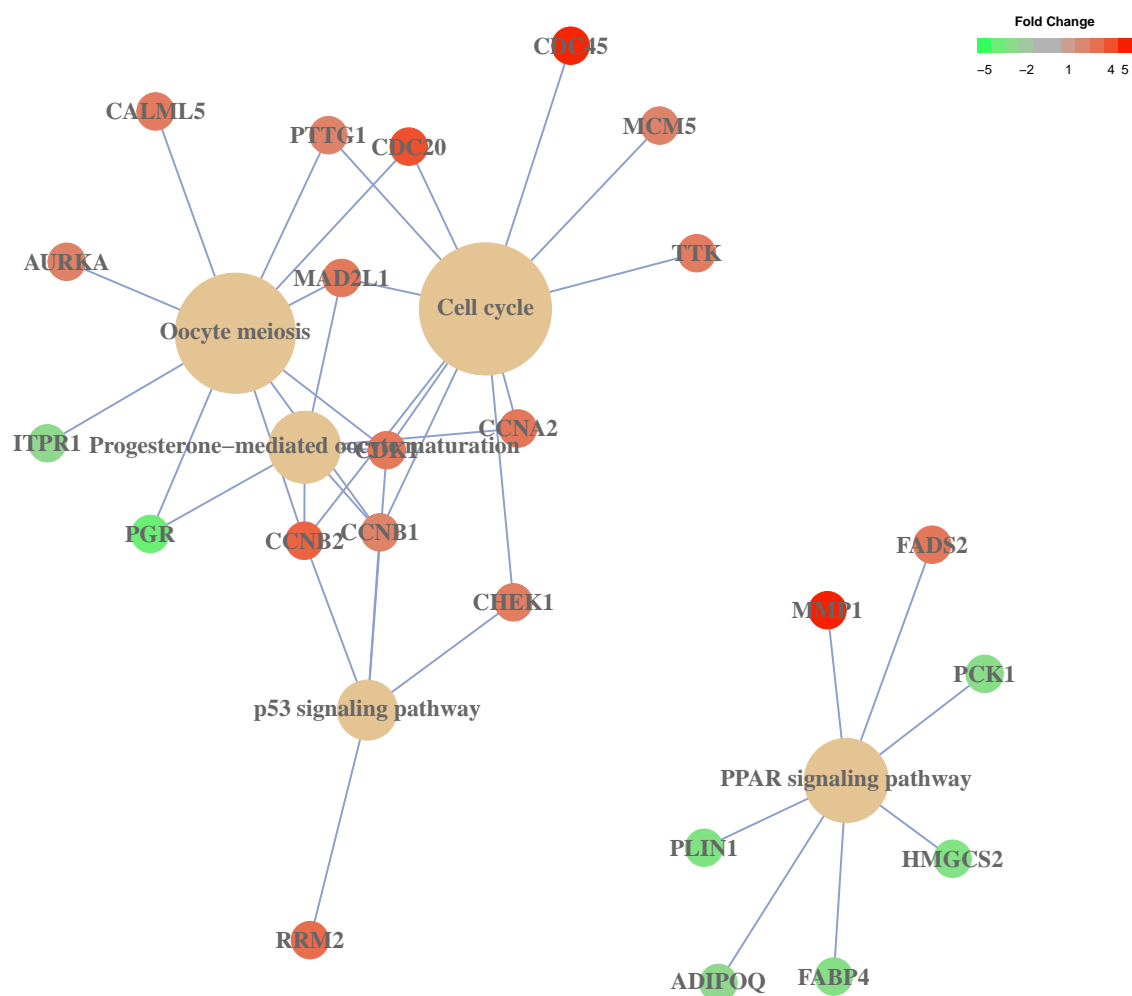 Fold Change
−5 −2 1 4 5
CDC45
CALML5
PTTG1
CDC20
MCM5
AURKA
MAD2L1
TTK
Cell cycle
Oocyte meiosis
ITPR1
Progesterone−mediated oocyte maturation
CDK1
CCNA2
PGR
CCNB2
CCNB1
FADS2
CHEK1
MMP1
PCK1
p53 signaling pathway
PPAR signaling pathway
PLIN1
HMGCS2
RRM2
ADIPOQ
FABP4